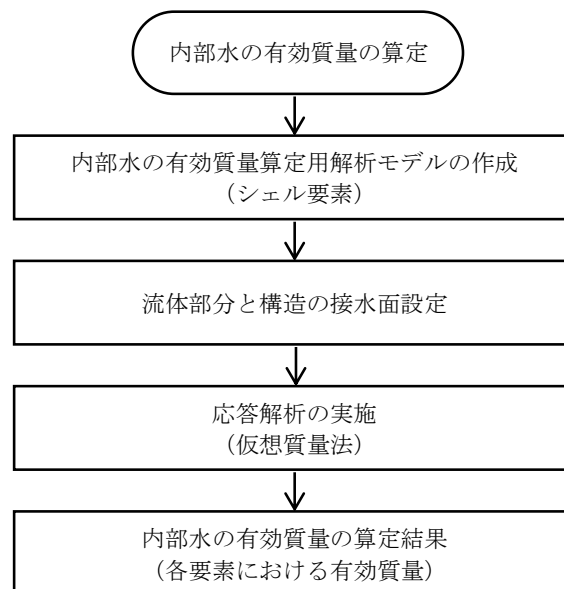 内部水の有効質量の算定
内部水の有効質量算定用解析モデルの作成
（シェル要素）
流体部分と構造の接水面設定
応答解析の実施
（仮想質量法）
内部水の有効質量の算定結果
（各要素における有効質量）